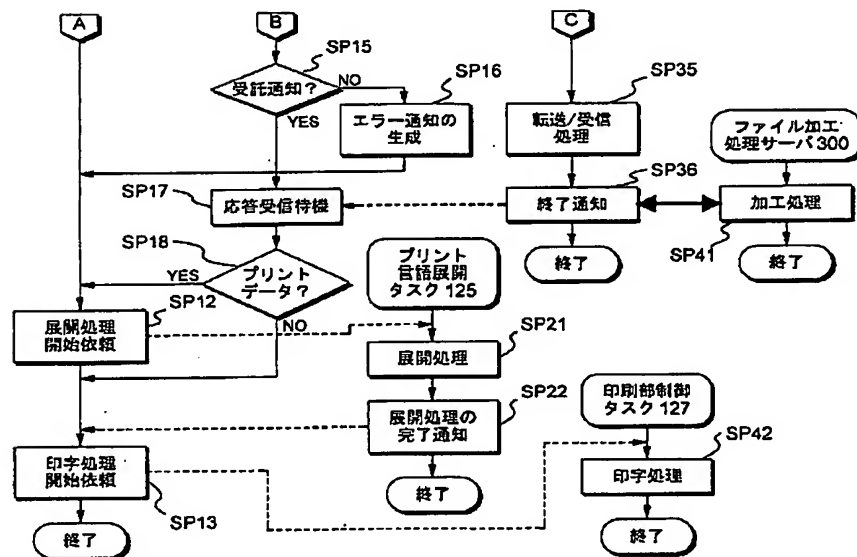 A
B
C
SP15
受託通知?
NO
YES
SP16
エラー通知の
生成
SP35
転送/受信
処理
ファイル加工
処理サーバ300
SP17
応答受信待機
SP36
終了通知
加工処理
SP41
終了
終了
SP18
プリント
データ?
YES
NO
プリント
言語展開
タスク125
SP12
展開処理
開始依頼
SP21
展開処理
SP22
展開処理の
完了通知
印刷部制御
タスク127
SP42
印字処理
印字処理
開始依頼
SP13
終了
終了
終了